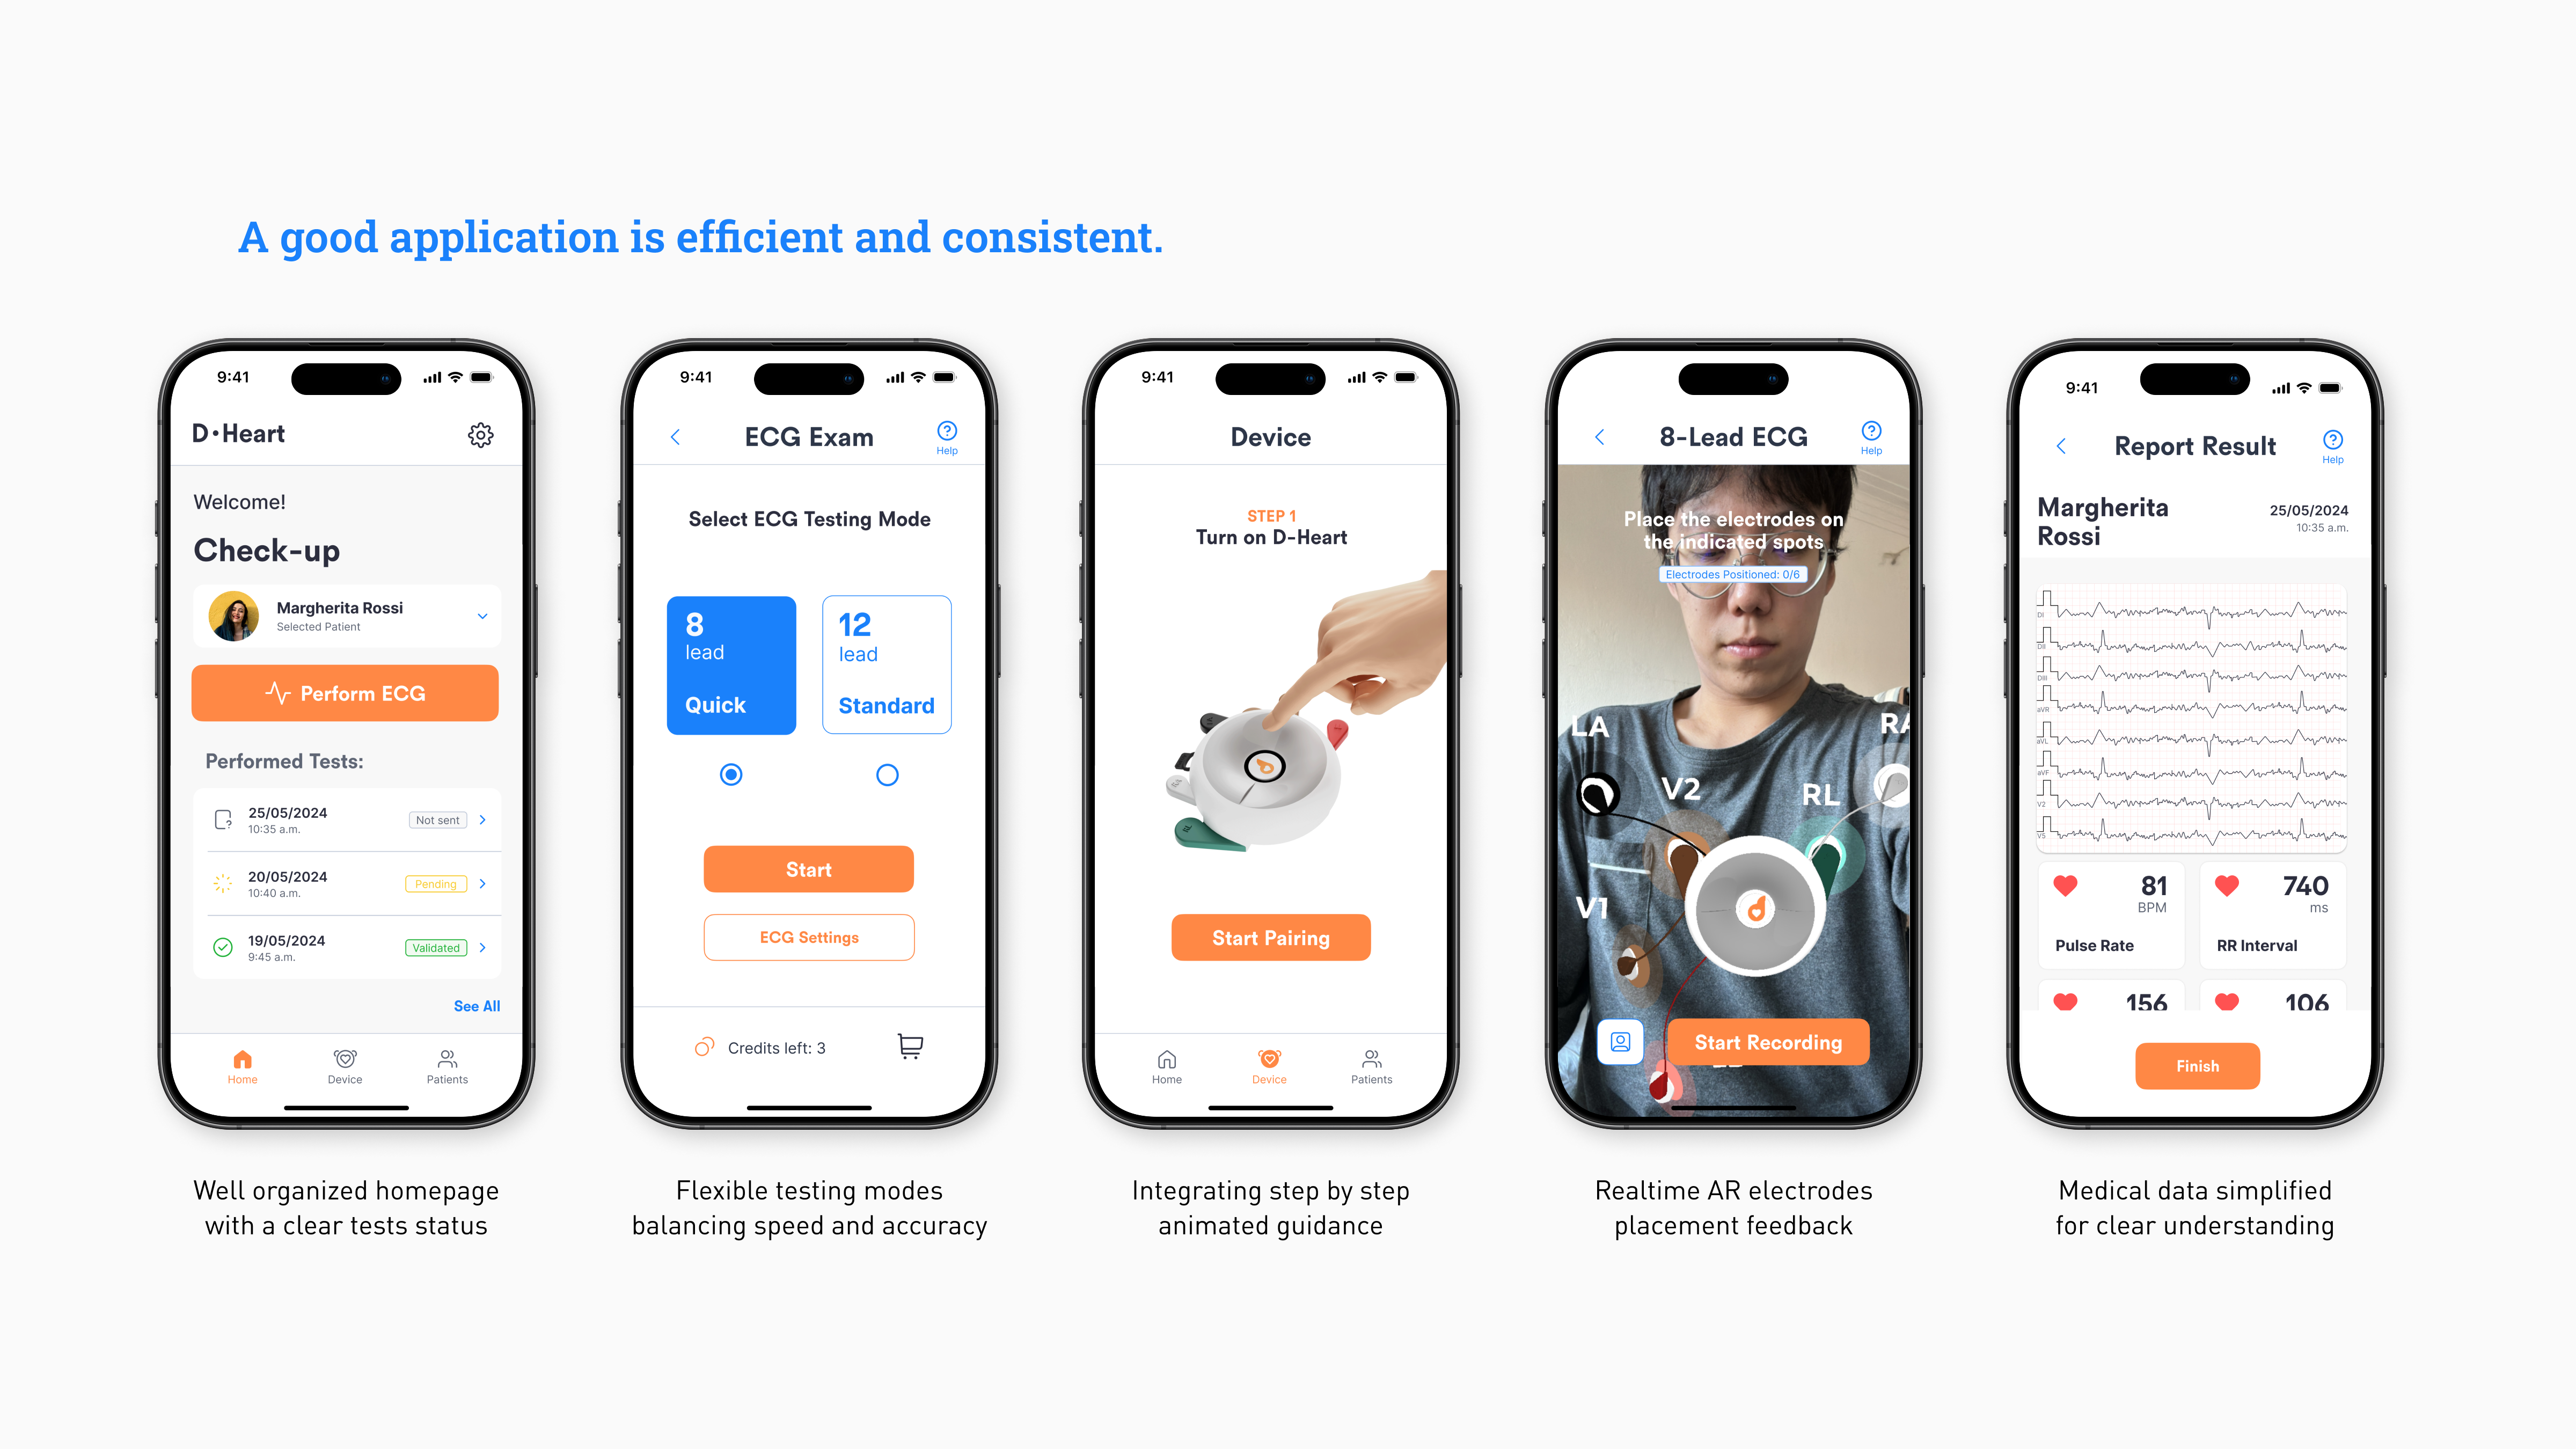 A good application is efficient and consistent.
9:41
D·Heart
Welcome!
Check-up
Margherita Rossi
Selected Patient
Perform ECG
Performed Tests:
25/05/2024
10:35 a.m.
Not sent
20/05/2024
10:40 a.m.
Pending
19/05/2024
9:45 a.m.
Validated
See All
Home
Device
Patients
Well organized homepage
with a clear tests status
9:41
ECG Exam
Help
Select ECG Testing Mode
8
lead
Quick
12
lead
Standard
Start
ECG Settings
Credits left: 3
Flexible testing modes
balancing speed and accuracy
9:41
Device
STEP 1
Turn on D-Heart
Start Pairing
Home
Device
Patients
Integrating step by step
animated guidance
8-Lead ECG
Help
Place the electrodes on
the indicated spots
Electrodes Positioned: 0/6
LA
RA
V2
RL
V1
Start Recording
Realtime AR electrodes
placement feedback
9:41
Report Result
Help
Margherita
Rossi
25/05/2024
10:35 a.m.
DI
DII
DIII
aVR
aVL
aVF
V2
V5
81
BPM
Pulse Rate
740
ms
RR Interval
156
106
Finish
Medical data simplified
for clear understanding